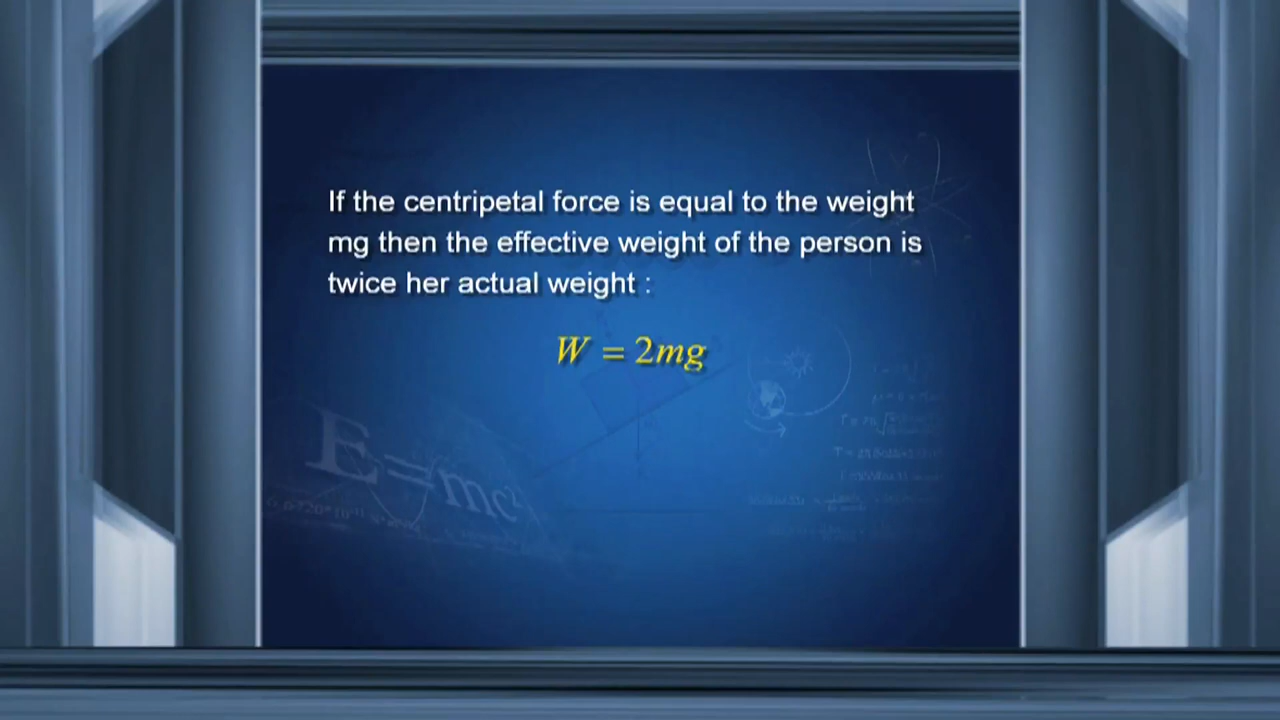 If the centripetal force is equal to the weight
mg then the effective weight of the person is
twice her actual weight :
W = 2mg
E=mc²